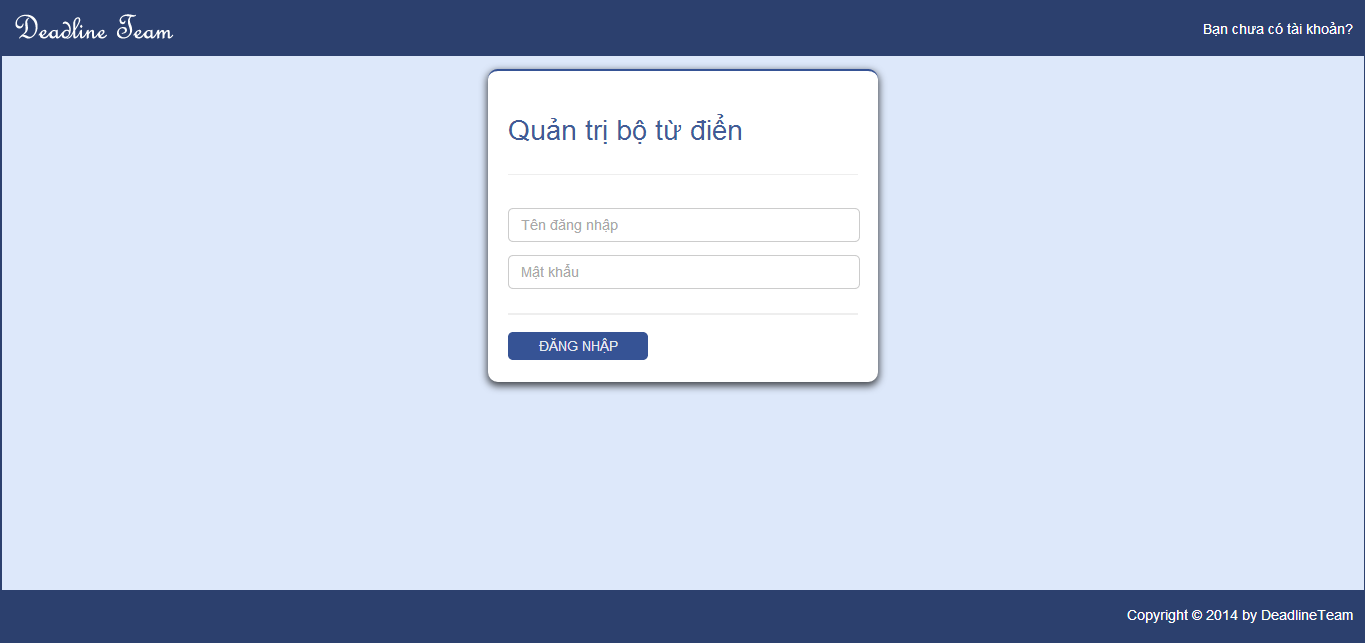 Deadline Team
Bạn chưa có tài khoản?
Quản trị bộ từ điển
Tên đăng nhập
Mật khẩu
ĐĂNG NHẬP
Copyright © 2014 by DeadlineTeam